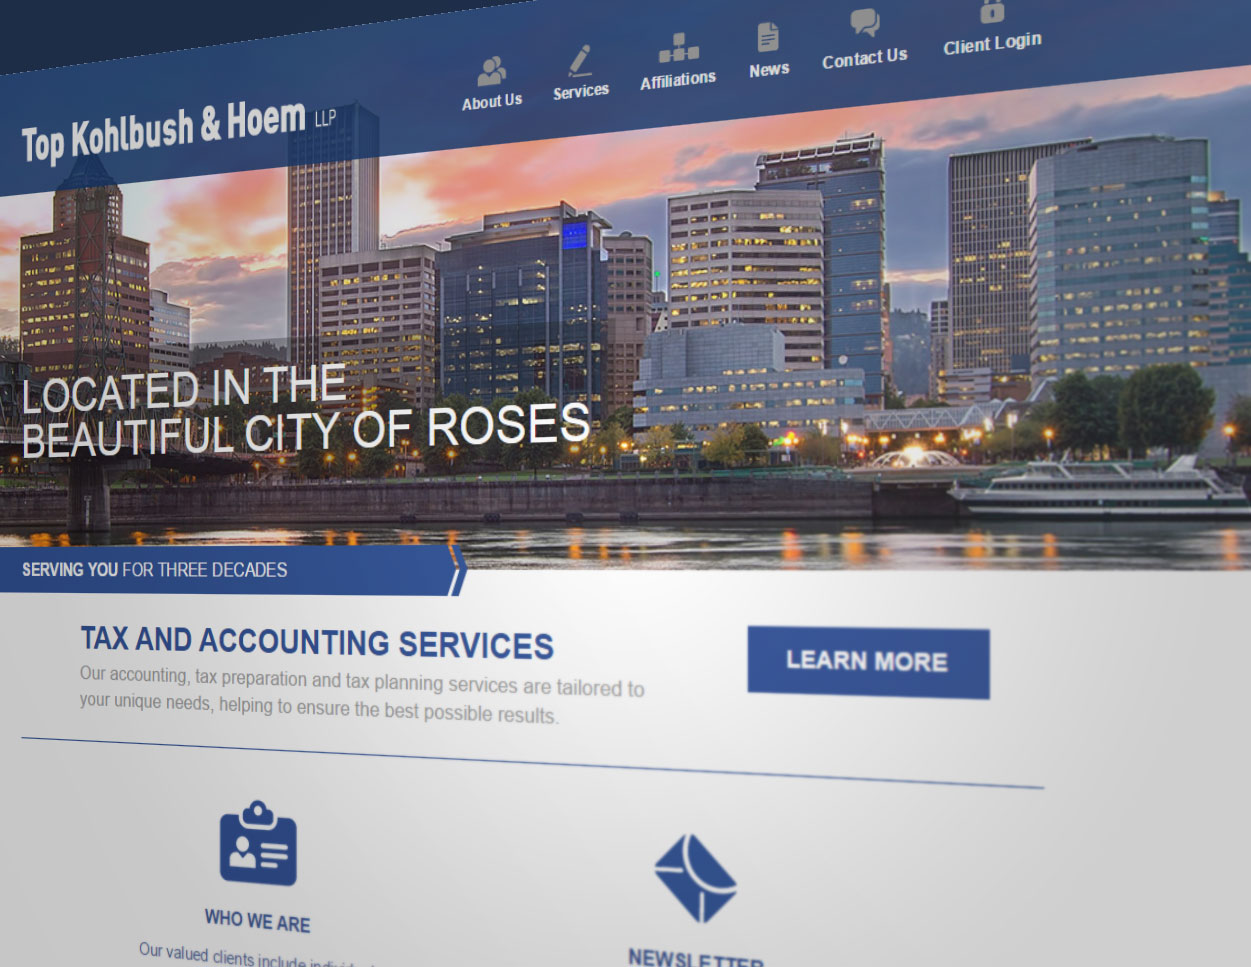 About Us
Services
Affiliations
News
Contact Us
Client Login
Top Kohlbush & Hoem LLP
LOCATED IN THE
BEAUTIFUL CITY OF ROSES
SERVING YOU FOR THREE DECADES
TAX AND ACCOUNTING SERVICES
Our accounting, tax preparation and tax planning services are tailored to
your unique needs, helping to ensure the best possible results.
LEARN MORE
WHO WE ARE
Our valued clients include
NEWSLETTER